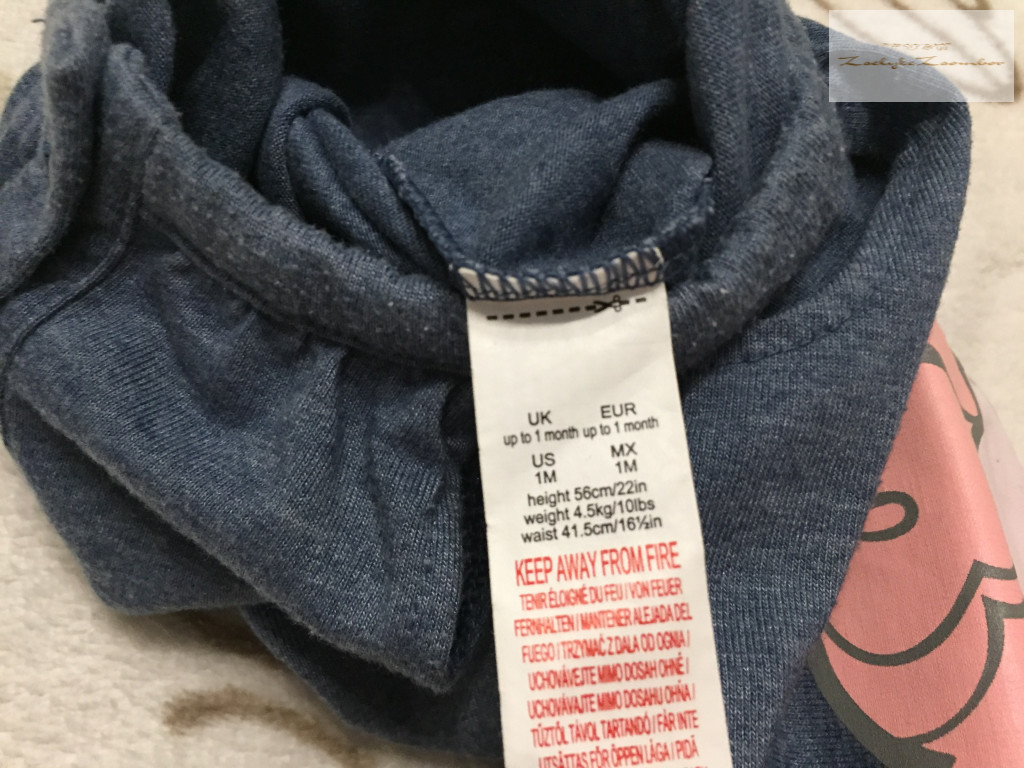 UK EUR
up to 1 month up to 1 month
US MX
1M 1M
height 56cm/22in
weight 4.5kg/10lbs
waist 41.5cm/16½in
KEEP AWAY FROM FIRE
TENIR ÉLOIGNÉ DU FEU / VON FEUER
FERNHALTEN / MANTENER ALEJADA DEL
FUEGO / TRZYMAĆ Z DALA OD OGNIA /
UCHOVÁVEJTE MIMO DOSAH OHNĚ /
UCHOVÁVAJTE MIMO DOSAHU OHŇA /
TŰZTŐL TÁVOL TARTANDÓ / FÅR INTE
UTSÄTTAS FÖR ÖPPEN LÅGA / PIDÄ